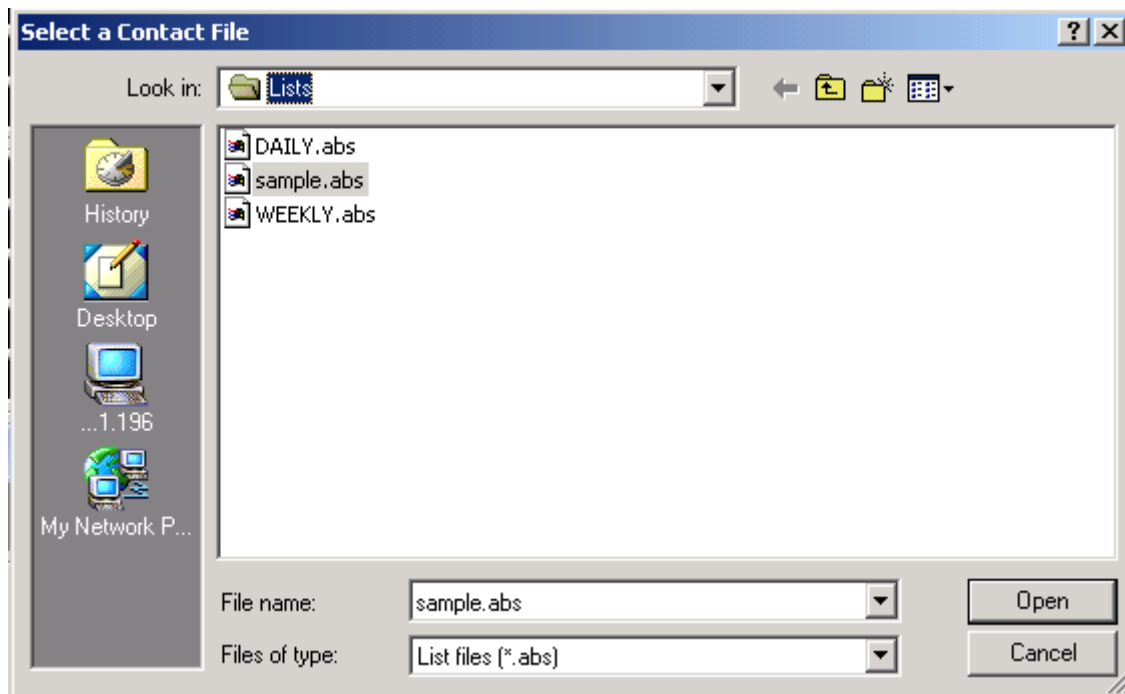 Select a Contact File
Look in: Lists
DAILY.abs
sample.abs
WEEKLY.abs
History
Desktop
...1.196
My Network P...
File name: sample.abs Open
Files of type: List files (*.abs) Cancel